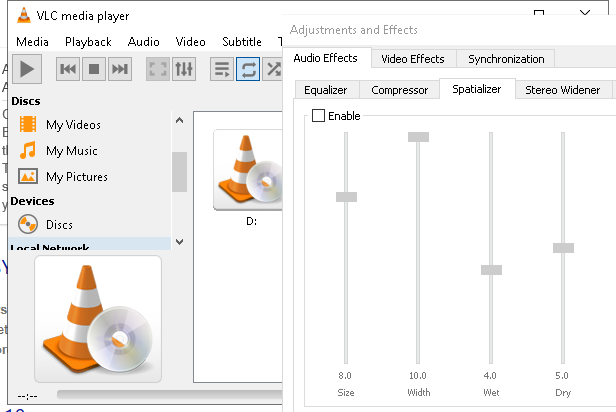 VLC media player
Media Playback Audio Video Subtitle T
Discs
My Videos
My Music
My Pictures
Devices
Discs
Local Network
D:
--:--
Adjustments and Effects
Audio Effects Video Effects Synchronization
Equalizer Compressor Spatializer Stereo Widener
Enable
8.0 10.0 4.0 5.0
Size Width Wet Dry